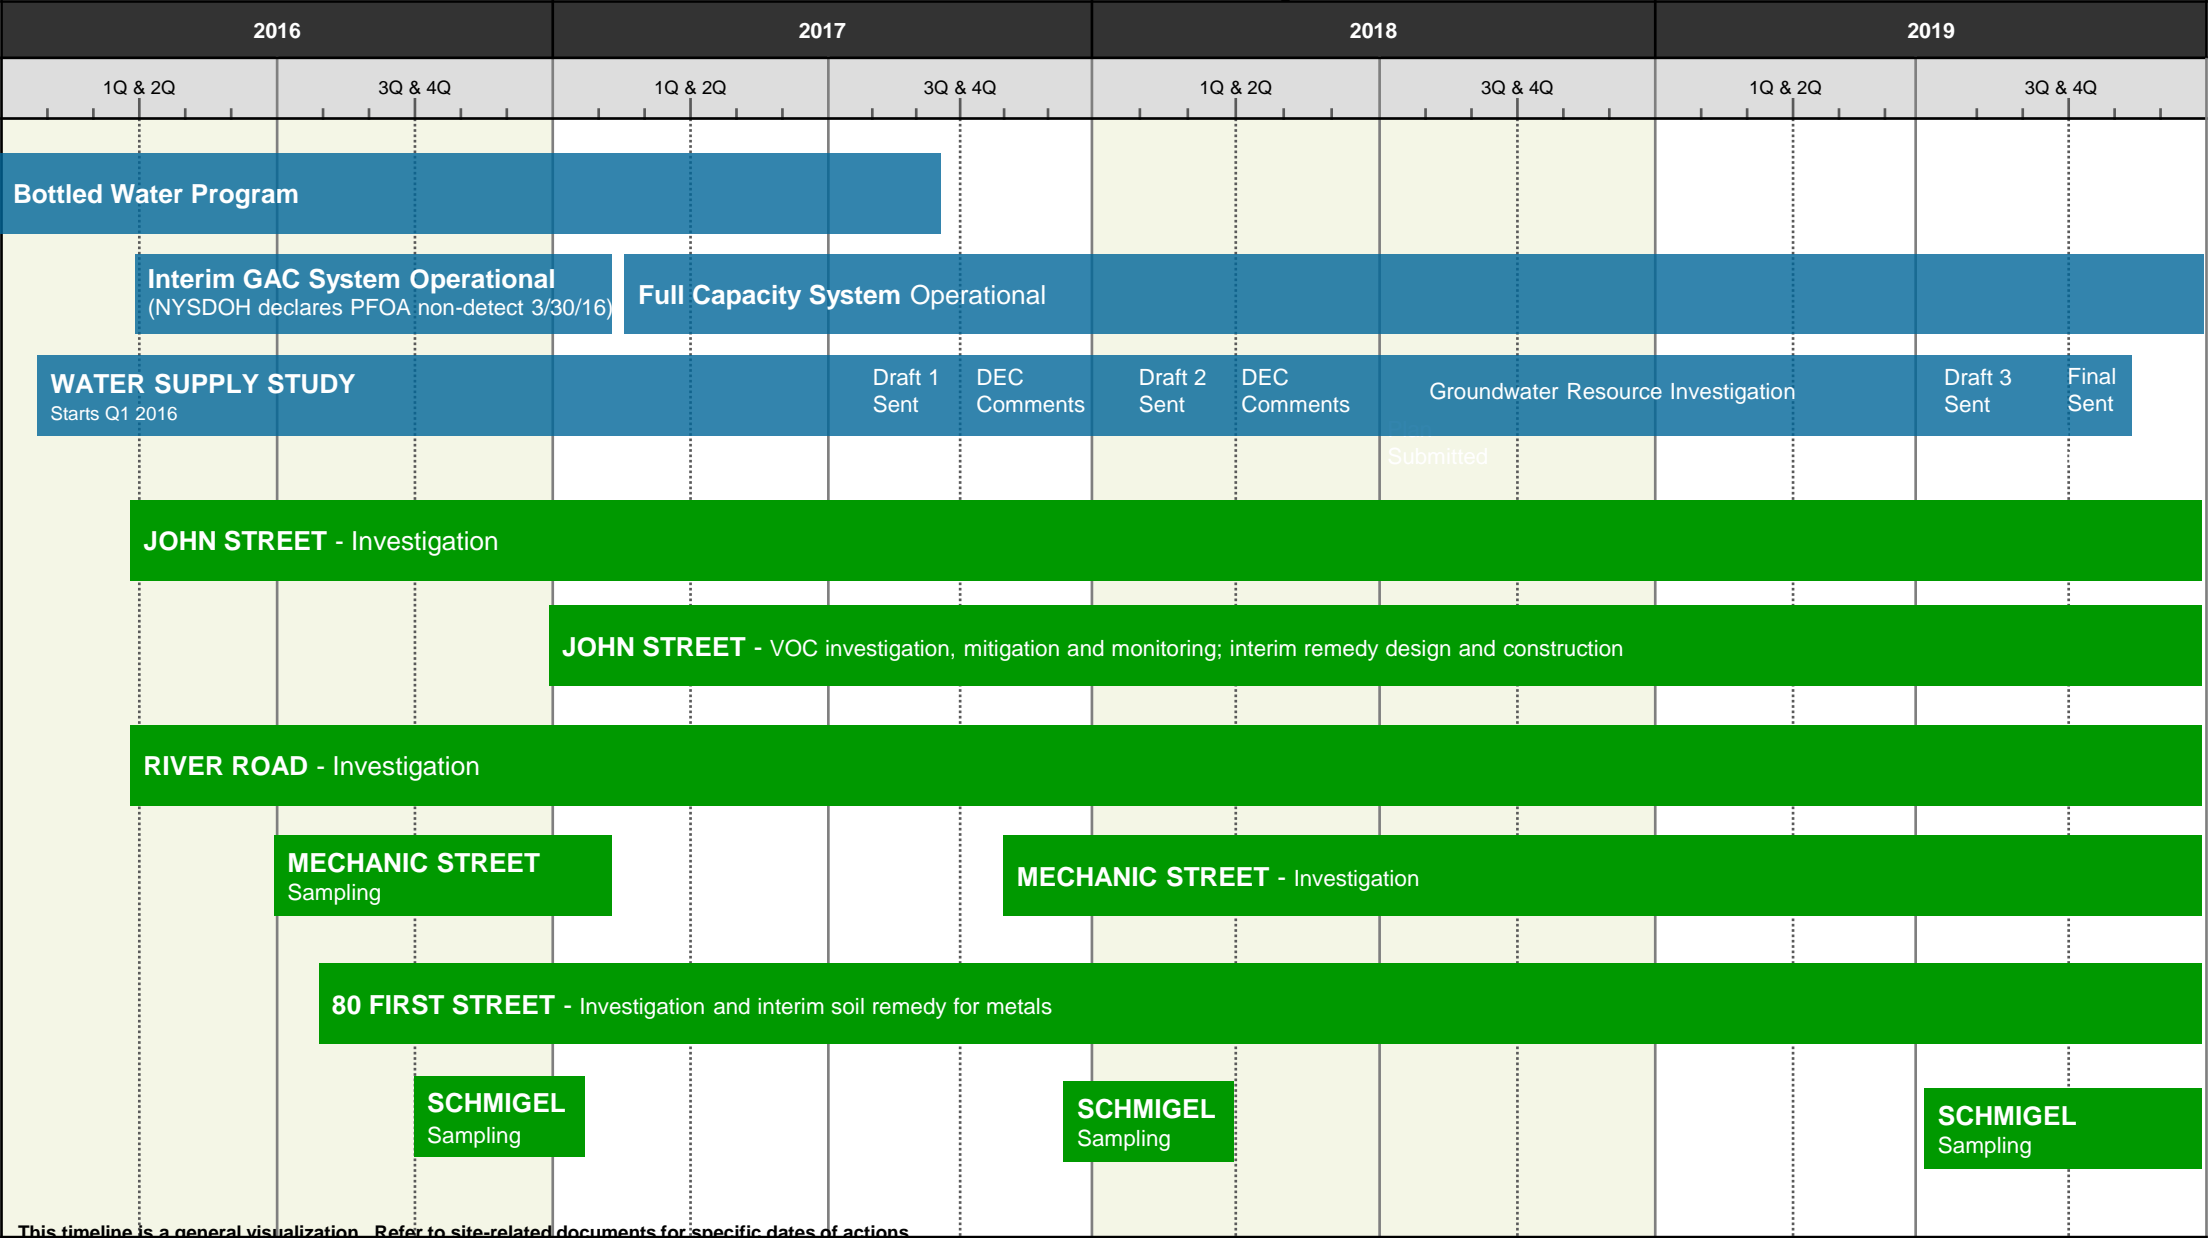 2016 2017 2018 2019
1Q & 2Q 3Q & 4Q 1Q & 2Q 3Q & 4Q 1Q & 2Q 3Q & 4Q 1Q & 2Q 3Q & 4Q
Bottled Water Program
Interim GAC System Operational
(NYSDOH declares PFOA non-detect 3/30/16)
Full Capacity System Operational
WATER SUPPLY STUDY
Starts Q1 2016
Draft 1
Sent
DEC
Comments
Draft 2
Sent
DEC
Comments
Groundwater Resource Investigation
Submitted
Draft 3
Sent
Final
Sent
JOHN STREET - Investigation
JOHN STREET - VOC investigation, mitigation and monitoring; interim remedy design and construction
RIVER ROAD - Investigation
MECHANIC STREET
Sampling
MECHANIC STREET - Investigation
80 FIRST STREET - Investigation and interim soil remedy for metals
SCHMIGEL
Sampling
SCHMIGEL
Sampling
SCHMIGEL
Sampling
This timeline is a general visualization. Refer to site-related documents for specific dates of actions